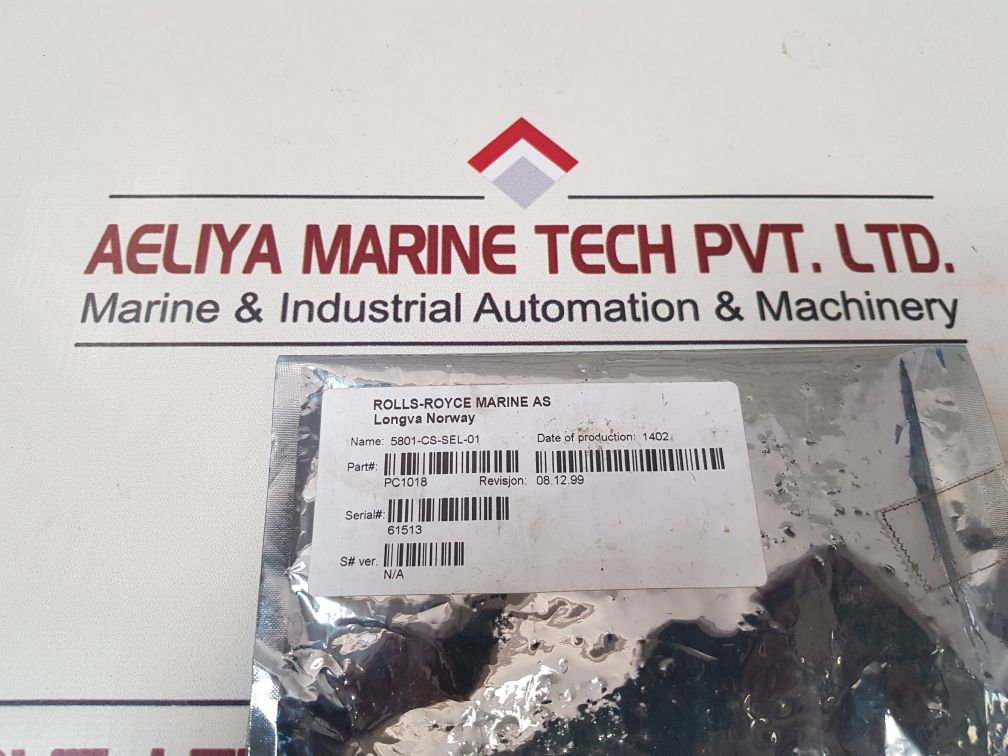 AELIYA MARINE TECH PVT. LTD.
Marine & Industrial Automation & Machinery
ROLLS-ROYCE MARINE AS
Longva Norway
Name: 5801-CS-SEL-01 Date of production: 1402
Part#:
PC1018 Revisjon: 08.12.99
Serial#:
61513
S# ver.
N/A